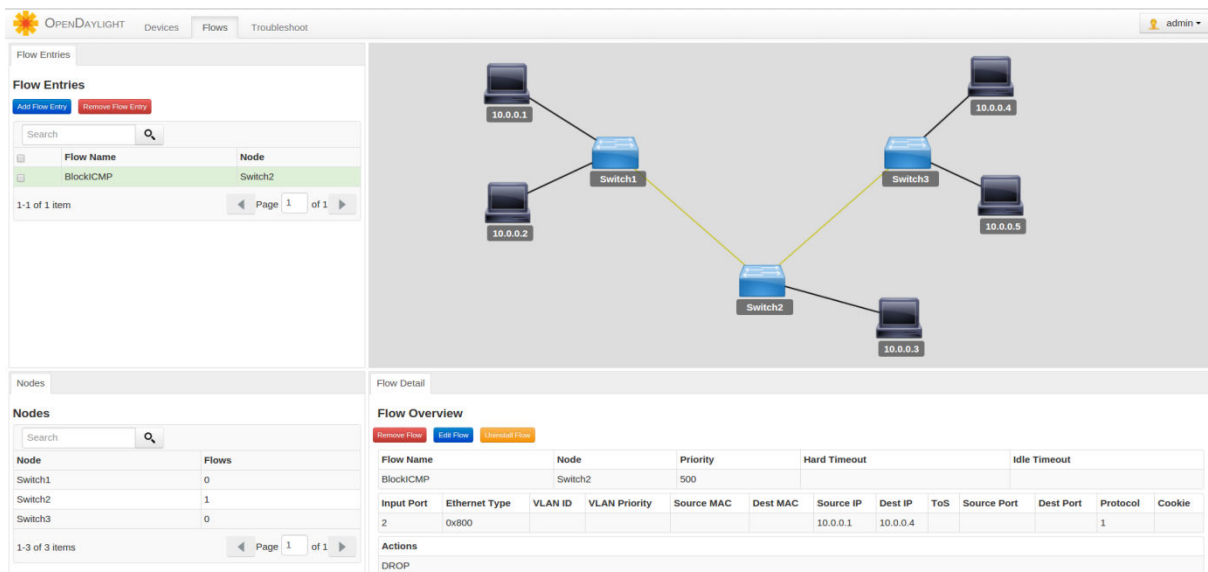 OPENDAYLIGHT Devices Flows Troubleshoot admin
Flow Entries
Flow Entries
Add Flow Entry Remove Flow Entry
Search
Flow Name Node
BlockICMP Switch2
1-1 of 1 item Page 1 of 1
10.0.0.1
10.0.0.4
Switch1
Switch3
10.0.0.2
10.0.0.5
Switch2
10.0.0.3
Nodes
Nodes
Search
Node Flows
Switch1 0
Switch2 1
Switch3 0
1-3 of 3 items Page 1 of 1
Flow Detail
Flow Overview
Remove Flow Edit Flow Uninstall Flow
Flow Name Node Priority Hard Timeout Idle Timeout
BlockICMP Switch2 500
Input Port Ethernet Type VLAN ID VLAN Priority Source MAC Dest MAC Source IP Dest IP ToS Source Port Dest Port Protocol Cookie
2 0x800 10.0.0.1 10.0.0.4 1
Actions
DROP